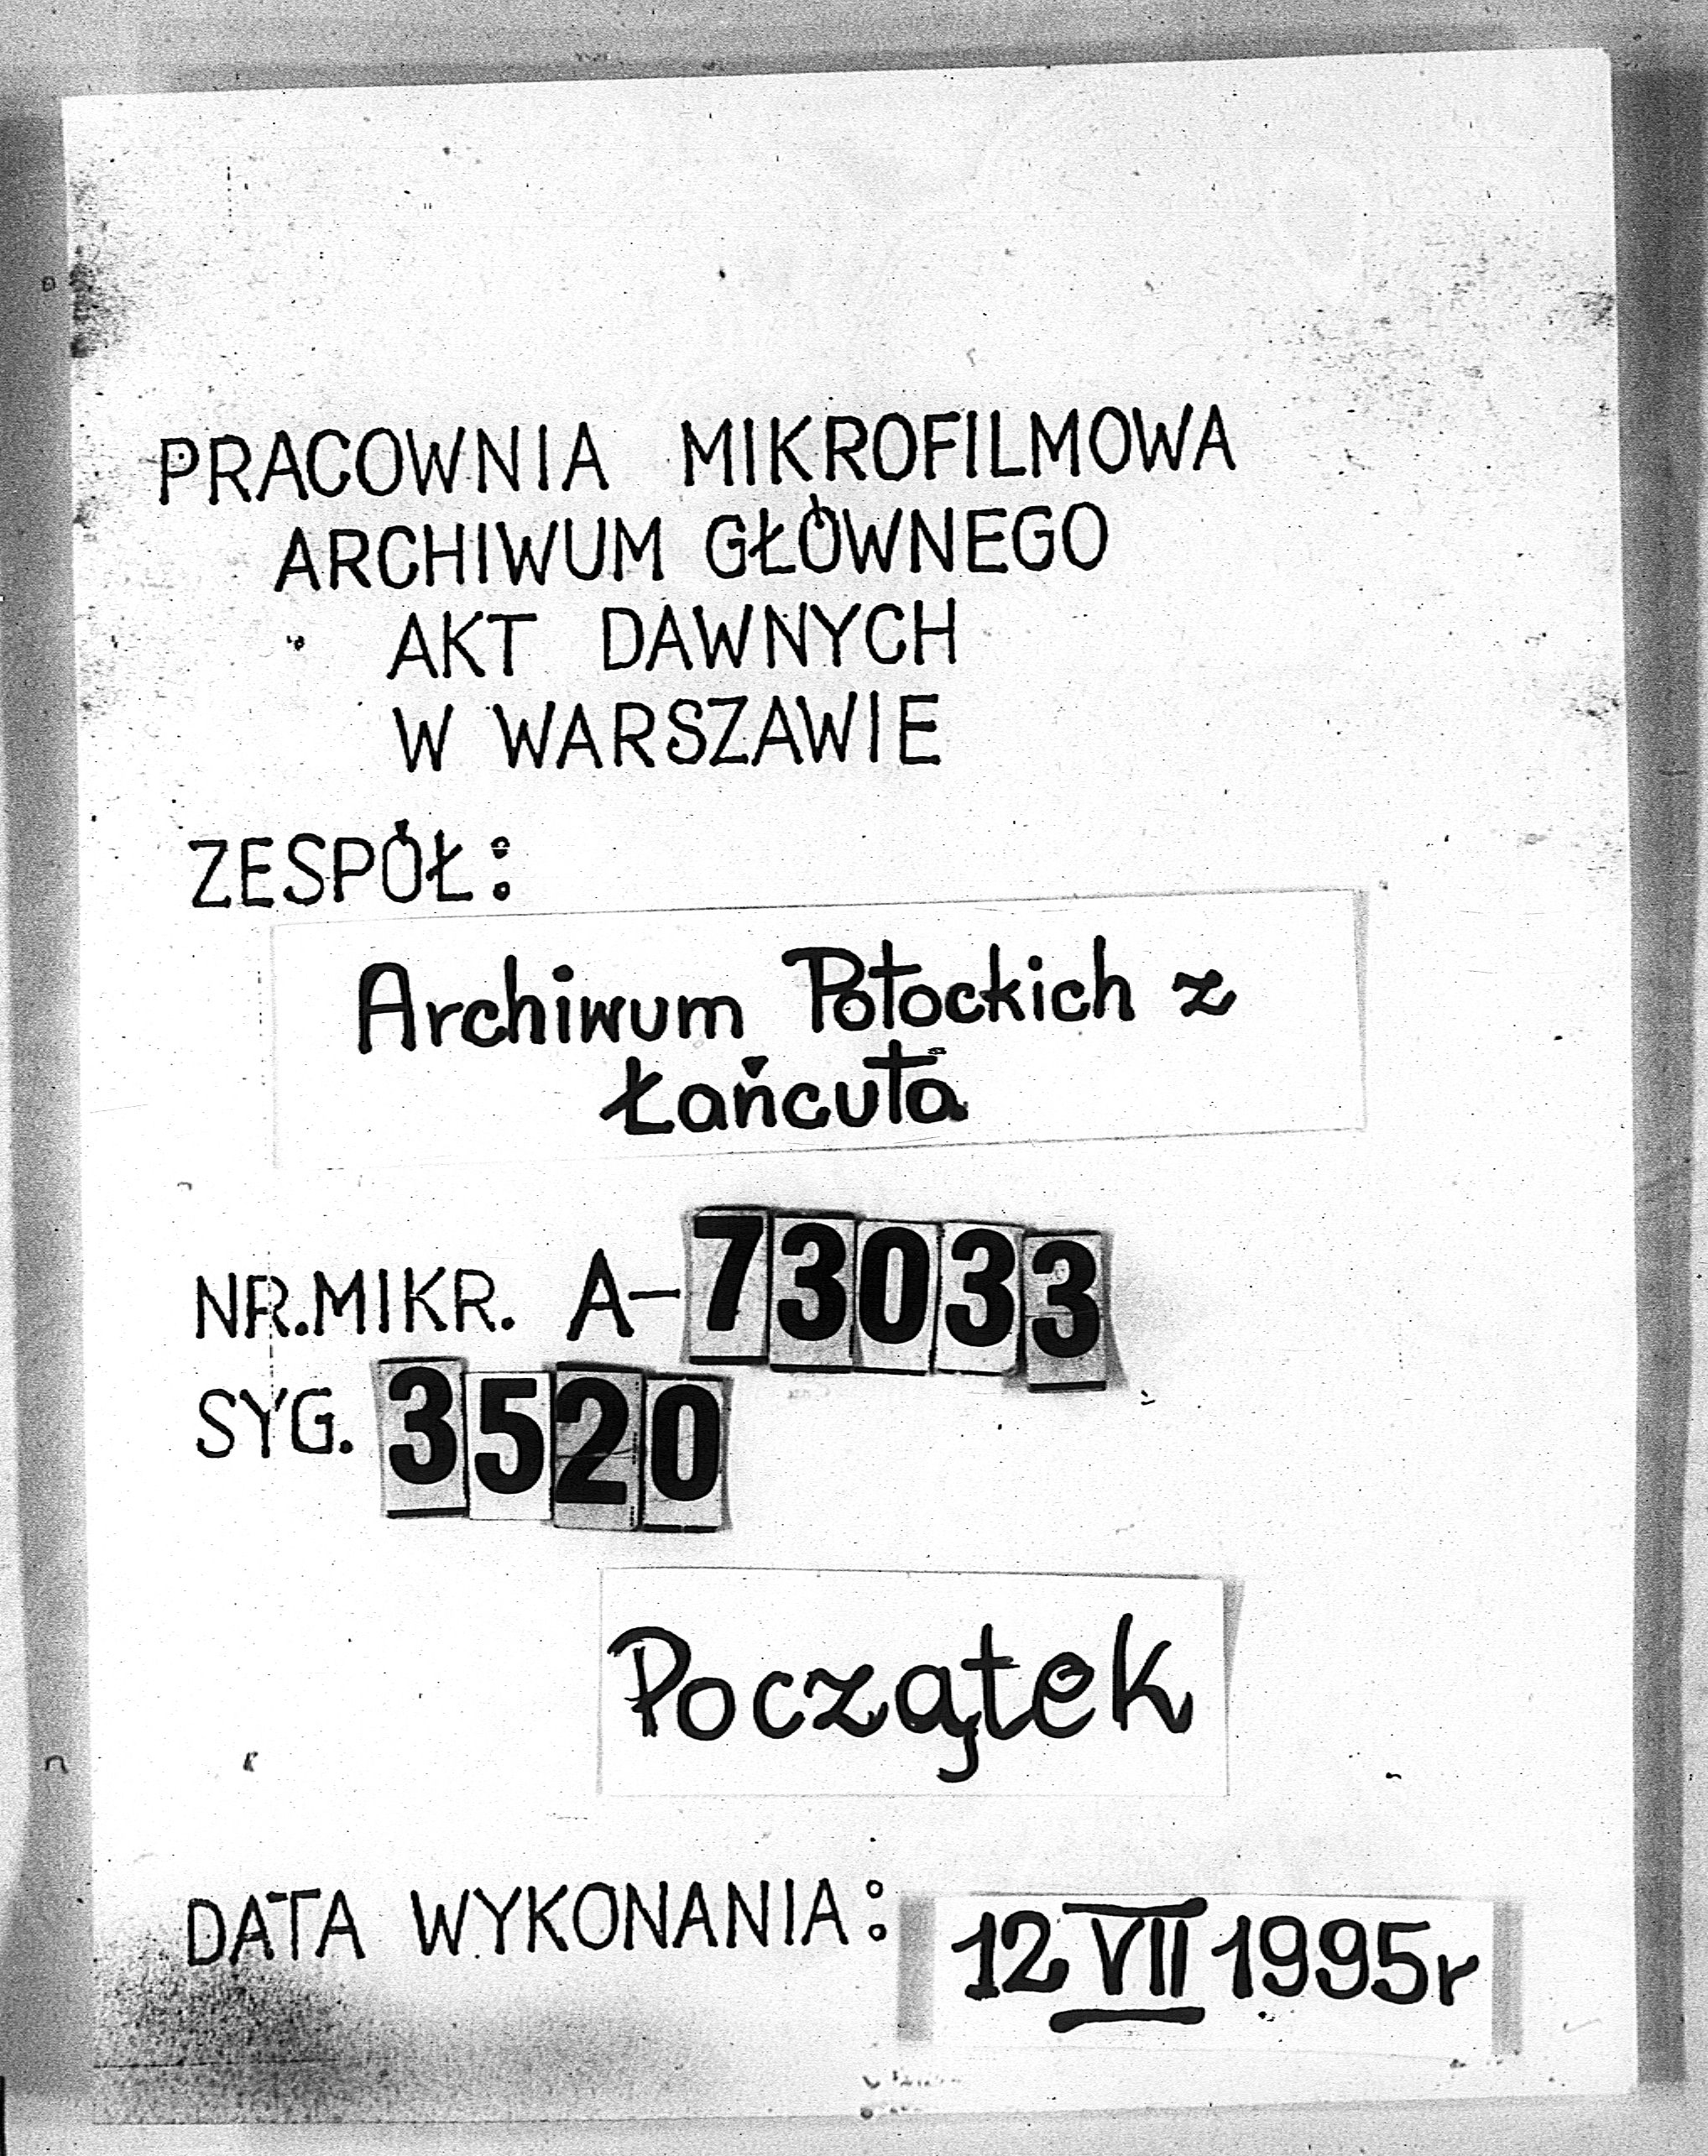 PRACOWNIA MIKROFILMOWA
ARCHIWUM GŁÓWNEGO
AKT DAWNYCH
W WARSZAWIE
ZESPÓŁ:
Archiwum Potockich z
Łańcuta
NR.MIKR. A-73033
SYG. 3520
Początek
DATA WYKONANIA: 12 VII 1995r